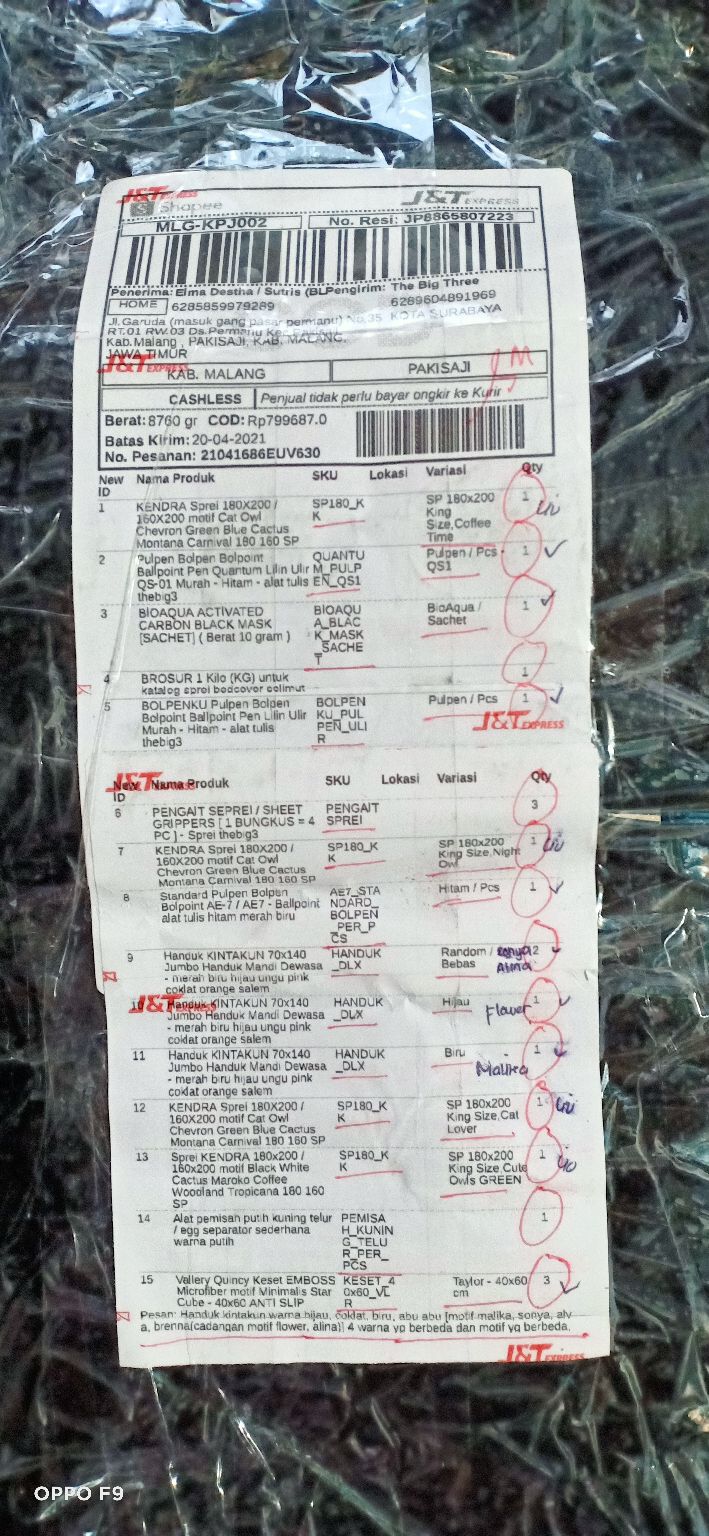 J&T EXPRESS
Shopee J&T EXPRESS
MLG-KPJ002 No. Resi: JP8865807223
Penerima: Elma Destha / Sutris (BL Pengirim: The Big Three
HOME 6285859979289 6289604891969
Jl.Garuda (masuk gang pasar permanu) No.35 KOTA SURABAYA
RT.01 RW.03 Ds.Permanu Kec.
Kab.Malang , PAKISAJI, KAB. MALANG,
JAWA TIMUR
J&T EXPRESS
KAB. MALANG PAKISAJI
CASHLESS Penjual tidak perlu bayar ongkir ke Kurir
Berat: 8760 gr COD: Rp799687.0
Batas Kirim: 20-04-2021
No. Pesanan: 21041686EUV630
New Nama Produk SKU Lokasi Variasi Qty
ID
1 KENDRA Sprei 180X200 / SP180_K SP 180x200 1
160X200 motif Cat Owl K King
Chevron Green Blue Cactus Size,Coffee
Montana Carnival 180 160 SP Time
2 Pulpen Bolpen Bolpoint QUANTU Pulpen / Pcs - 1
Ballpoint Pen Quantum Lilin Ulir M_PULP QS1
QS-01 Murah - Hitam - alat tulis EN_QS1
thebig3
3 BIOAQUA ACTIVATED BIOAQU BioAqua / 1
CARBON BLACK MASK A_BLAC Sachet
[SACHET] ( Berat 10 gram ) K_MASK
_SACHE
T
4 BROSUR 1 Kilo (KG) untuk 1
katalog sprei bedcover selimut
5 BOLPENKU Pulpen Bolpen BOLPEN Pulpen / Pcs 1
Bolpoint Ballpoint Pen Lilin Ulir KU_PUL J&T EXPRESS
Murah - Hitam - alat tulis PEN_ULI
thebig3 R
J&T EXPRESS
New Nama Produk SKU Lokasi Variasi Qty
ID
6 PENGAIT SEPREI / SHEET PENGAIT 3
GRIPPERS [ 1 BUNGKUS = 4 SPREI
PC ] - Sprei thebig3
7 KENDRA Sprei 180X200 / SP180_K SP 180x200 1
160X200 motif Cat Owl K King Size,Night
Chevron Green Blue Cactus Owl
Montana Carnival 180 160 SP
8 Standard Pulpen Bolpen AE7_STA Hitam / Pcs 1
Bolpoint AE-7 / AE7 - Ballpoint NDARD_
alat tulis hitam merah biru BOLPEN
_PER_P
CS
9 Handuk KINTAKUN 70x140 HANDUK Random / Sonya 2
Jumbo Handuk Mandi Dewasa _DLX Bebas Alina
- merah biru hijau ungu pink
coklat orange salem
J&T EXPRESS
10 Handuk KINTAKUN 70x140 HANDUK Hijau Flower 1
Jumbo Handuk Mandi Dewasa _DLX
- merah biru hijau ungu pink
coklat orange salem
11 Handuk KINTAKUN 70x140 HANDUK Biru 1
Jumbo Handuk Mandi Dewasa _DLX Malika
- merah biru hijau ungu pink
coklat orange salem
12 KENDRA Sprei 180X200 / SP180_K SP 180x200 1
160X200 motif Cat Owl K King Size,Cat
Chevron Green Blue Cactus Lover
Montana Carnival 180 160 SP
13 Sprei KENDRA 180x200 / SP180_K SP 180x200 1
160x200 motif Black White K King Size,Cute
Cactus Maroko Coffee Owls GREEN
Woodland Tropicana 180 160
SP
14 Alat pemisah putih kuning telur PEMISA 1
/ egg separator sederhana H_KUNIN
warna putih G_TELU
R_PER_
PCS
15 Vallery Quincy Keset EMBOSS KESET_4 Taylor - 40x60 3
Microfiber motif Minimalis Star 0x60_VL cm
Cube - 40x60 ANTI SLIP R
Pesan: Handuk kintakun warna hijau, coklat, biru, abu abu [motif malika, sonya, alv
a, brenna(cadangan motif flower, alina)] 4 warna yg berbeda dan motif yg berbeda,
J&T EXPRESS
OPPO F9